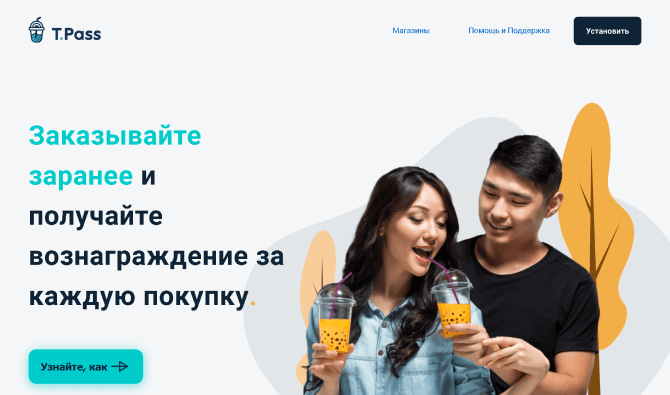 T.Pass
Магазины
Помощь и Поддержка
Установить
Заказывайте
заранее и
получайте
вознаграждение за
каждую покупку.
Узнайте, как